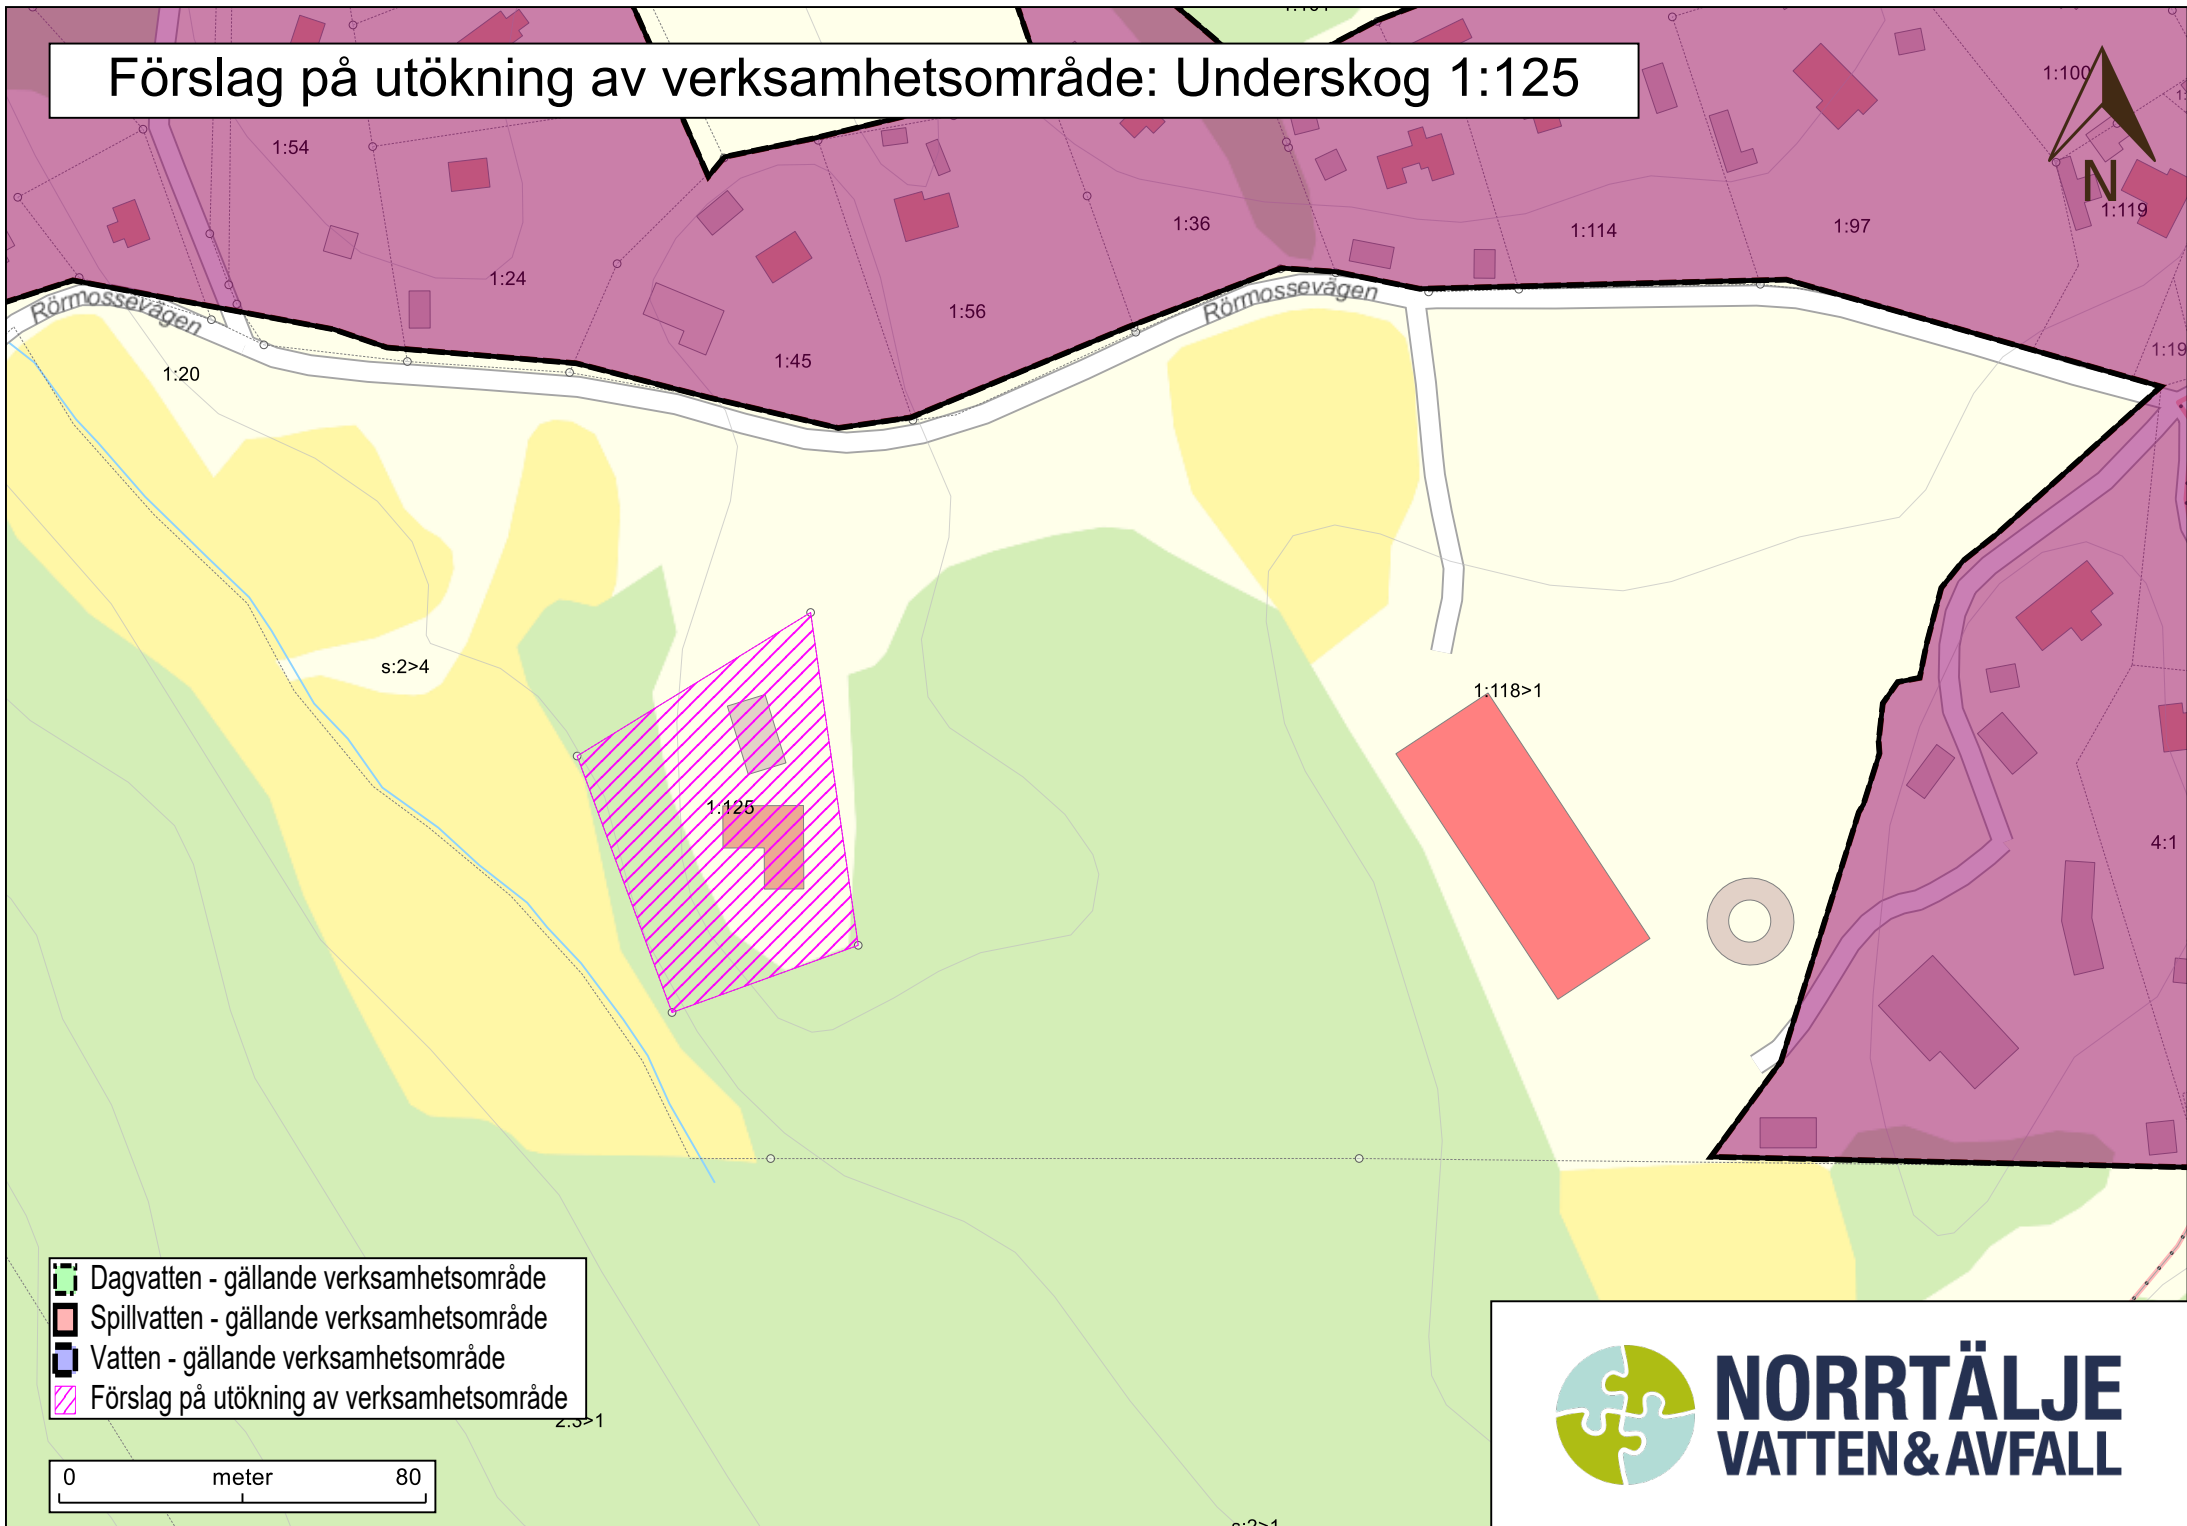 Förslag på utökning av verksamhetsområde: Underskog 1:125
1:100
N
1:54
1:119
1:36
1:114
1:97
1:24
Rörmossevägen
Rörmossevägen
1:56
1:45
1:19
1:20
s:2>4
1:118>1
1:125
4:1
Dagvatten - gällande verksamhetsområde
Spillvatten - gällande verksamhetsområde
Vatten - gällande verksamhetsområde
Förslag på utökning av verksamhetsområde
2:3>1
0 meter 80
NORRTÄLJE
VATTEN & AVFALL
s:2>1